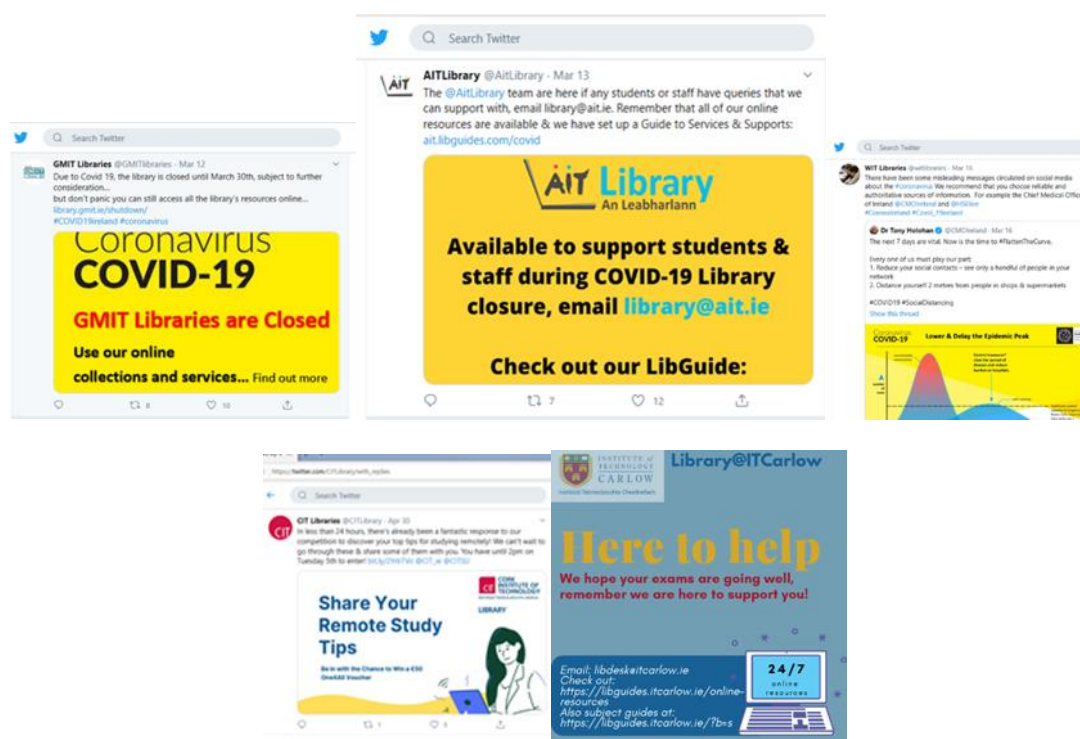 Search Twitter
GMIT Libraries @GMITlibraries · Mar 12
Due to Covid 19, the library is closed until March 30th, subject to further
consideration...
but don't panic you can still access all the library's resources online...
library.gmit.ie/shutdown/
#COVID19ireland #coronavirus
Coronavirus
COVID-19
GMIT Libraries are Closed
Use our online
collections and services... Find out more
8
10
Search Twitter
AIT
AITLibrary @AitLibrary · Mar 13
The @AitLibrary team are here if any students or staff have queries that we
can support with, email library@ait.ie. Remember that all of our online
resources are available & we have set up a Guide to Services & Supports:
ait.libguides.com/covid
AIT Library
An Leabharlann
Available to support students &
staff during COVID-19 Library
closure, email library@ait.ie
Check out our LibGuide:
7
12
Search Twitter
WIT Libraries @witlibraries · Mar 16
There have been some misleading messages circulated on social media
about the #coronavirus We recommend that you choose reliable and
authoritative sources of information. For example the Chief Medical Offic
of Ireland @CMOIreland and @HSElive
Dr Tony Holohan @CMOIreland · Mar 16
The next 7 days are vital. Now is the time to #FlattenTheCurve.
Every one of us must play our part:
1. Reduce your social contacts – see only a handful of people in your
network
2. Distance yourself 2 metres from people in shops & supermarkets
#COVID19 #SocialDistancing
Show this thread
Coronavirus
COVID-19
Lower & Delay the Epidemic Peak
https://twitter.com/CITLibrary/with_replies
Search Twitter
CIT
CIT Libraries @CITLibrary · Apr 30
In less than 24 hours, there's already been a fantastic response to our
competition to discover your top tips for studying remotely! We can't wait to
go through these & share some of them with you. You have until 2pm on
Tuesday 5th to enter! @CIT_ie @CITSU
CIT
CORK
INSTITUTE OF
TECHNOLOGY
LIBRARY
Share Your
Remote Study
Tips
Be in with the Chance to Win a €50
One4All Voucher
1
INSTITUTE of
TECHNOLOGY
CARLOW
Library@ITCarlow
Here to help
We hope your exams are going well,
remember we are here to support you!
Email: libdesk@itcarlow.ie
Check out:
https://libguides.itcarlow.ie/online-
resources
Also subject guides at:
https://libguides.itcarlow.ie/?b=s
24/7
online
resources